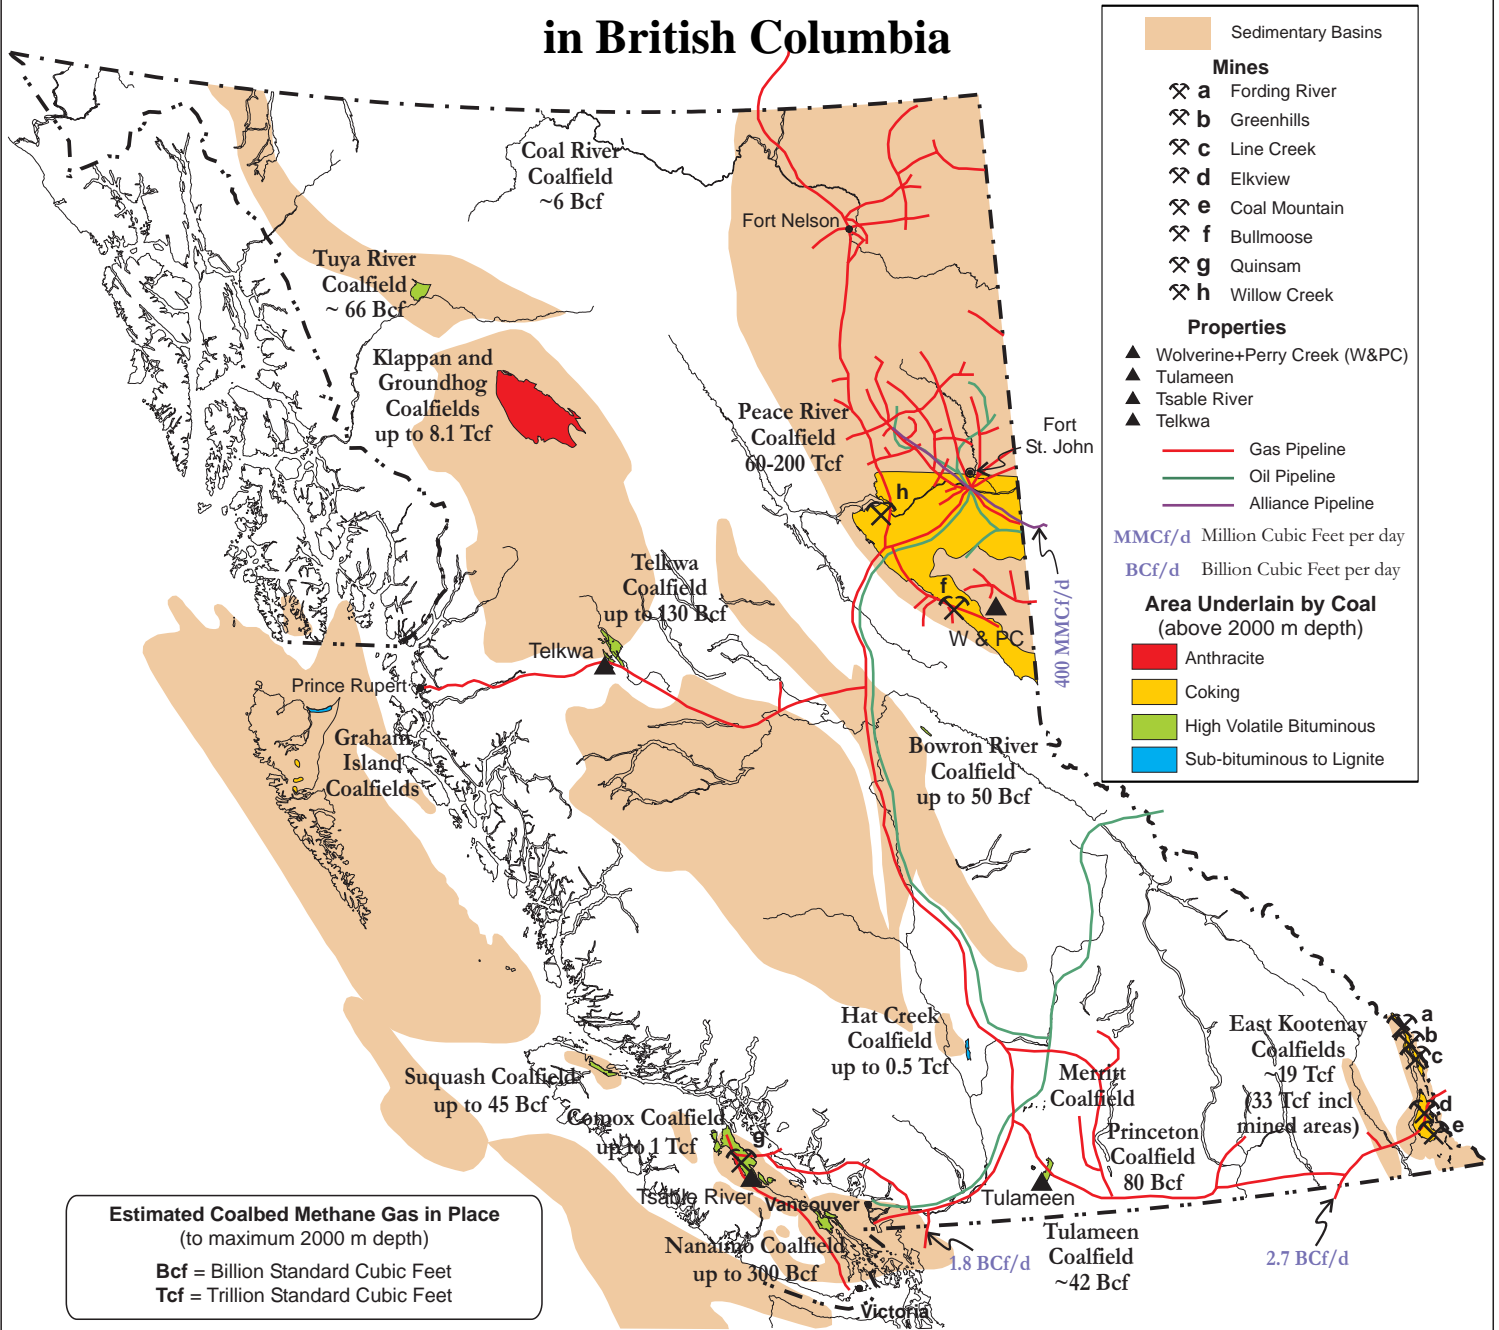 in British Columbia
Sedimentary Basins
Mines
a Fording River
b Greenhills
c Line Creek
d Elkview
e Coal Mountain
f Bullmoose
g Quinsam
h Willow Creek
Properties
Wolverine+Perry Creek (W&PC)
Tulameen
Tsable River
Telkwa
Gas Pipeline
Oil Pipeline
Alliance Pipeline
MMCf/d Million Cubic Feet per day
BCf/d Billion Cubic Feet per day
Area Underlain by Coal
(above 2000 m depth)
Anthracite
Coking
High Volatile Bituminous
Sub-bituminous to Lignite
Coal River
Coalfield
~6 Bcf
Fort Nelson
Tuya River
Coalfield
~ 66 Bcf
Klappan and
Groundhog
Coalfields
up to 8.1 Tcf
Peace River
Coalfield
60-200 Tcf
Fort
St. John
h
f
W & PC
400 MMCf/d
Telkwa
Coalfield
up to 130 Bcf
Telkwa
Prince Rupert
Graham
Island
Coalfields
Bowron River
Coalfield
up to 50 Bcf
Hat Creek
Coalfield
up to 0.5 Tcf
East Kootenay
Coalfields
~19 Tcf
(33 Tcf incl
mined areas)
a
b
c
d
e
Suquash Coalfield
up to 45 Bcf
Merritt
Coalfield
Comox Coalfield
up to 1 Tcf
g
Princeton
Coalfield
80 Bcf
Tsable River
Vancouver
Tulameen
Nanaimo Coalfield
up to 300 Bcf
1.8 BCf/d
Tulameen
Coalfield
~42 Bcf
2.7 BCf/d
Victoria
Estimated Coalbed Methane Gas in Place
(to maximum 2000 m depth)
Bcf = Billion Standard Cubic Feet
Tcf = Trillion Standard Cubic Feet